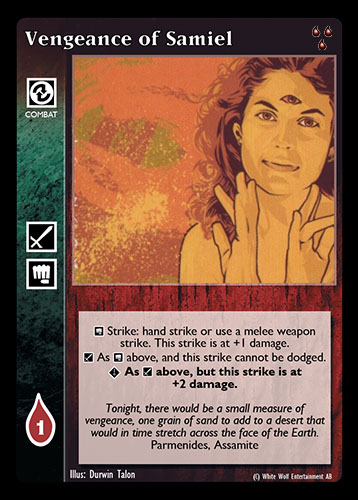 Vengeance of Samiel
COMBAT
Strike: hand strike or use a melee weapon
strike. This strike is at +1 damage.
As above, and this strike cannot be dodged.
As above, but this strike is at
+2 damage.
Tonight, there would be a small measure of
vengeance, one grain of sand to add to a desert that
would in time stretch across the face of the Earth.
Parmenides, Assamite
1
Illus: Durwin Talon
(C) White Wolf Entertainment AB